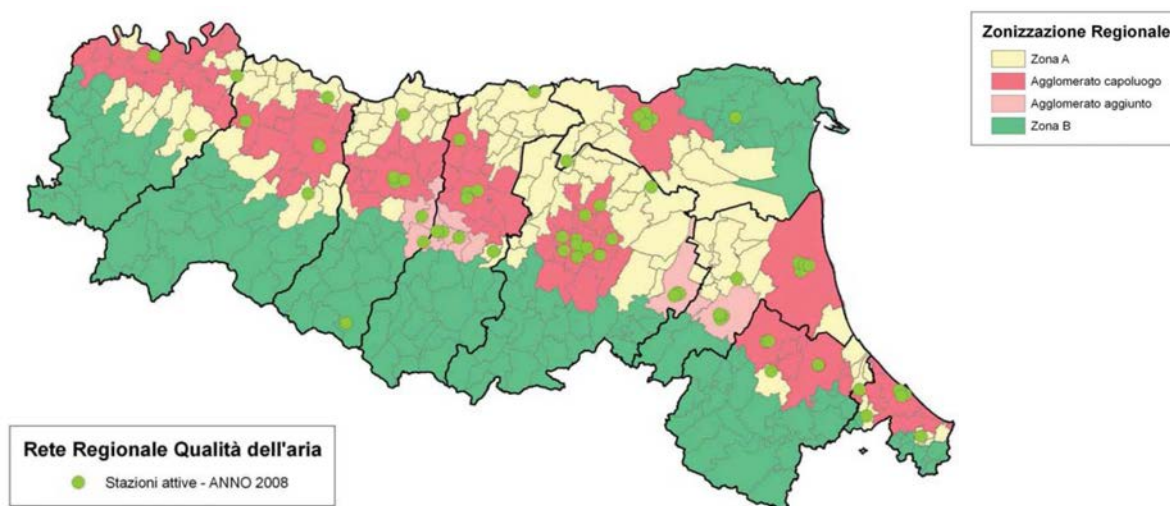 Zonizzazione Regionale
Zona A
Agglomerato capoluogo
Agglomerato aggiunto
Zona B
Rete Regionale Qualità dell'aria
Stazioni attive - ANNO 2008